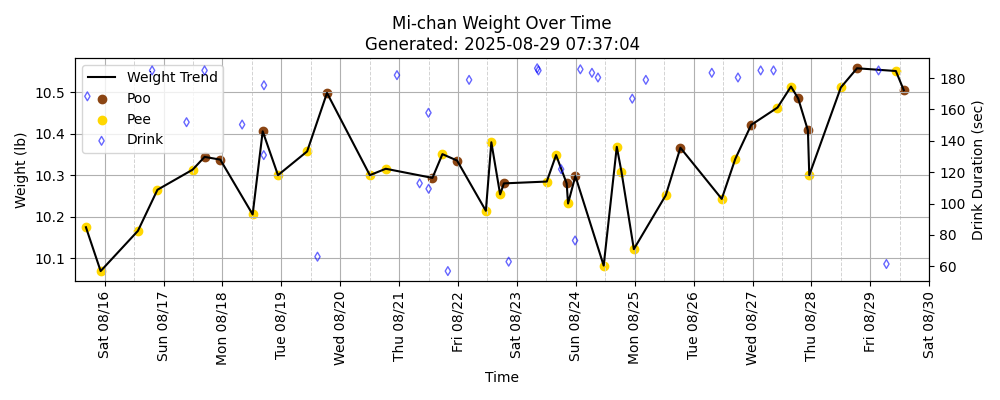 Mi-chan Weight Over Time
Generated: 2025-08-29 07:37:04
Weight (lb)
10.5
10.4
10.3
10.2
10.1
Weight Trend
Poo
Pee
Drink
180
160
140
120
100
80
60
Drink Duration (sec)
Sat 08/16
Sun 08/17
Mon 08/18
Tue 08/19
Wed 08/20
Thu 08/21
Fri 08/22
Sat 08/23
Sun 08/24
Mon 08/25
Tue 08/26
Wed 08/27
Thu 08/28
Fri 08/29
Sat 08/30
Time